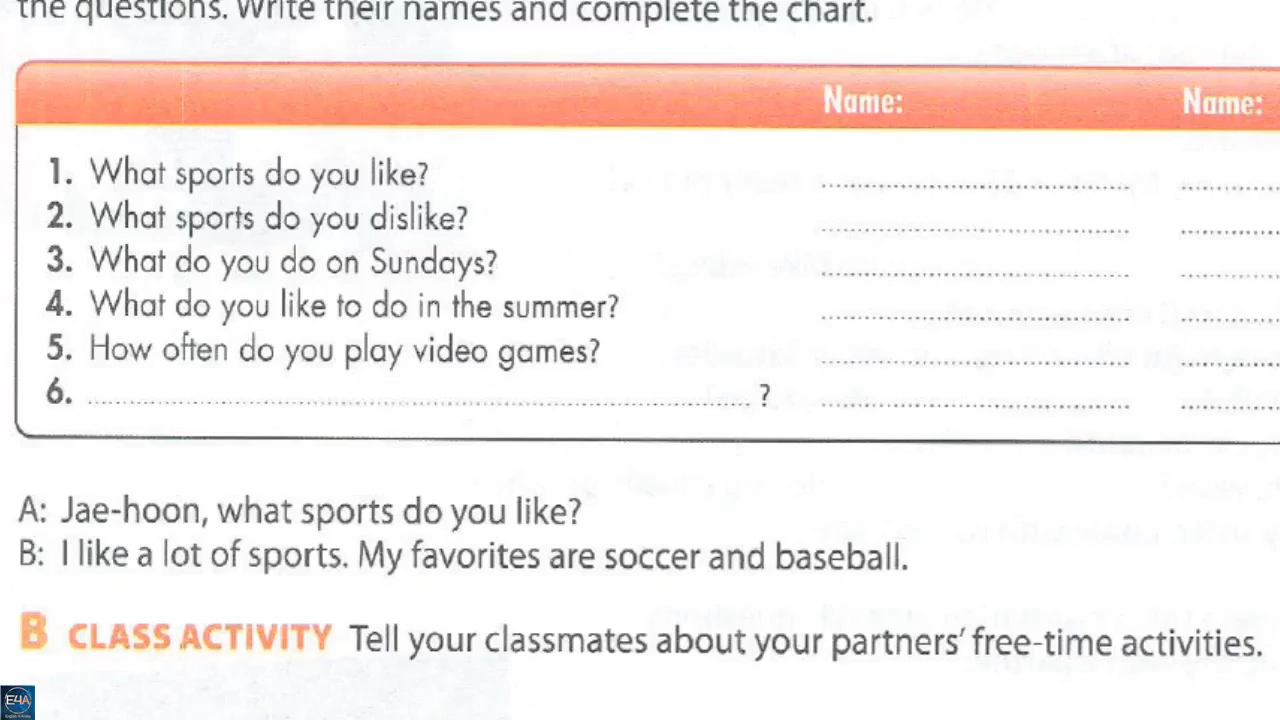 the questions. Write their names and complete the chart.
Name: Name:
1. What sports do you like?
2. What sports do you dislike?
3. What do you do on Sundays?
4. What do you like to do in the summer?
5. How often do you play video games?
6. ?
A: Jae-hoon, what sports do you like?
B: I like a lot of sports. My favorites are soccer and baseball.
B CLASS ACTIVITY Tell your classmates about your partners' free-time activities.
E4A